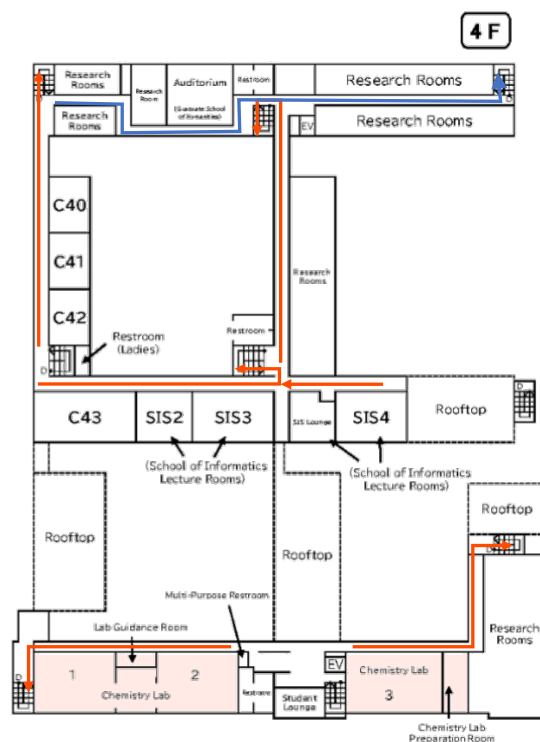 4 F
Research
Rooms
Research
Room
Auditorium
(Graduate School
of Humanities)
Restroom
Research Rooms
D
D
Research
Rooms
EV
Research Rooms
C40
C41
C42
Research
Rooms
Restroom
(Ladies)
Restroom
D
D
C43
SIS2
SIS3
SIS Lounge
SIS4
Rooftop
(School of Informatics
Lecture Rooms)
(School of Informatics
Lecture Rooms)
Rooftop
Rooftop
Rooftop
D
Multi-Purpose Restroom
Lab Guidance Room
Research
Rooms
D
1
2
Chemistry Lab
Restroom
EV
Student
Lounge
Chemistry Lab
3
Chemistry Lab
Preparation Room